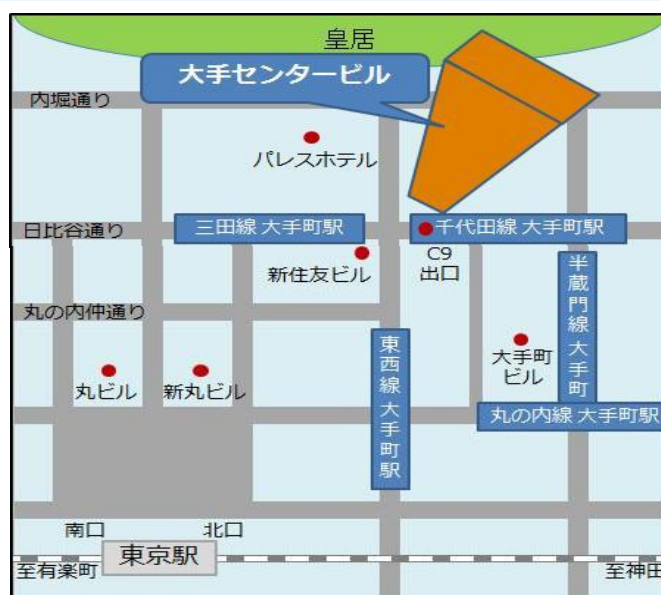 皇居
大手センタービル
内堀通り
パレスホテル
日比谷通り
三田線 大手町駅
千代田線 大手町駅
新住友ビル
C9
出口
半蔵門線 大手町
丸の内仲通り
東西線 大手町駅
大手町
ビル
丸ビル
新丸ビル
丸の内線 大手町駅
南口
北口
東京駅
至有楽町
至神田